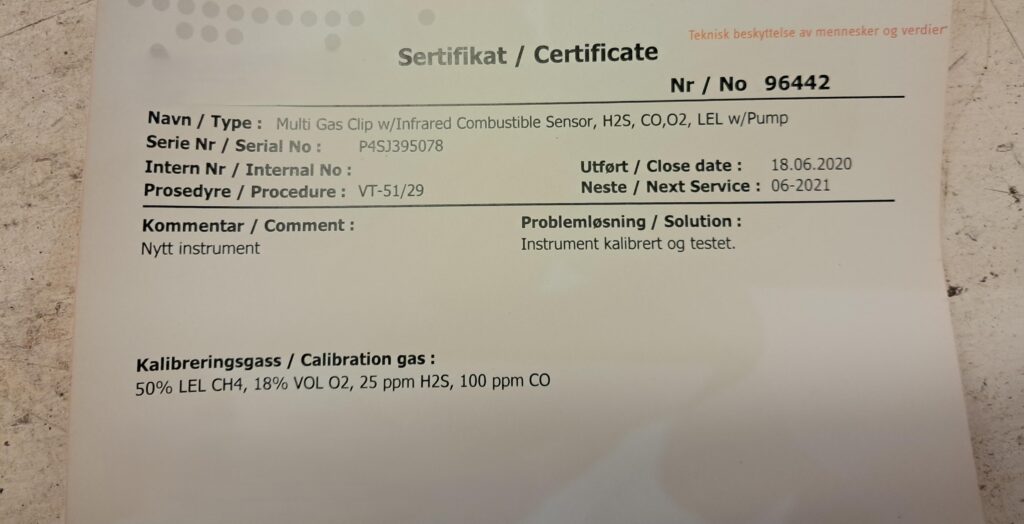 Teknisk beskyttelse av mennesker og verdier
Sertifikat / Certificate
Nr / No 96442
Navn / Type : Multi Gas Clip w/Infrared Combustible Sensor, H2S, CO,O2, LEL w/Pump
Serie Nr / Serial No : P4SJ395078
Intern Nr / Internal No :
Utført / Close date : 18.06.2020
Prosedyre / Procedure : VT-51/29
Neste / Next Service : 06-2021
Kommentar / Comment :
Nytt instrument
Problemløsning / Solution :
Instrument kalibrert og testet.
Kalibreringsgass / Calibration gas :
50% LEL CH4, 18% VOL O2, 25 ppm H2S, 100 ppm CO